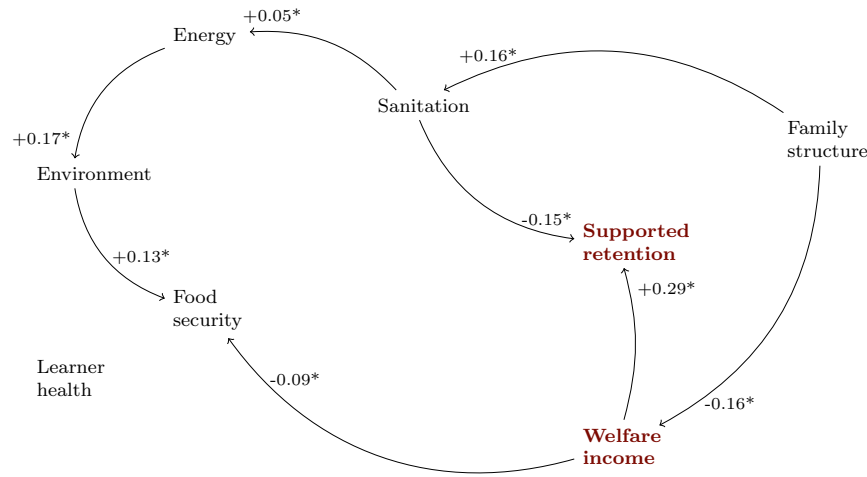 +0.05*
Energy
+0.16*
Sanitation
Family
structure
+0.17*
Environment
-0.15*
Supported
retention
+0.13*
+0.29*
Food
security
Learner
health
-0.09*
-0.16*
Welfare
income